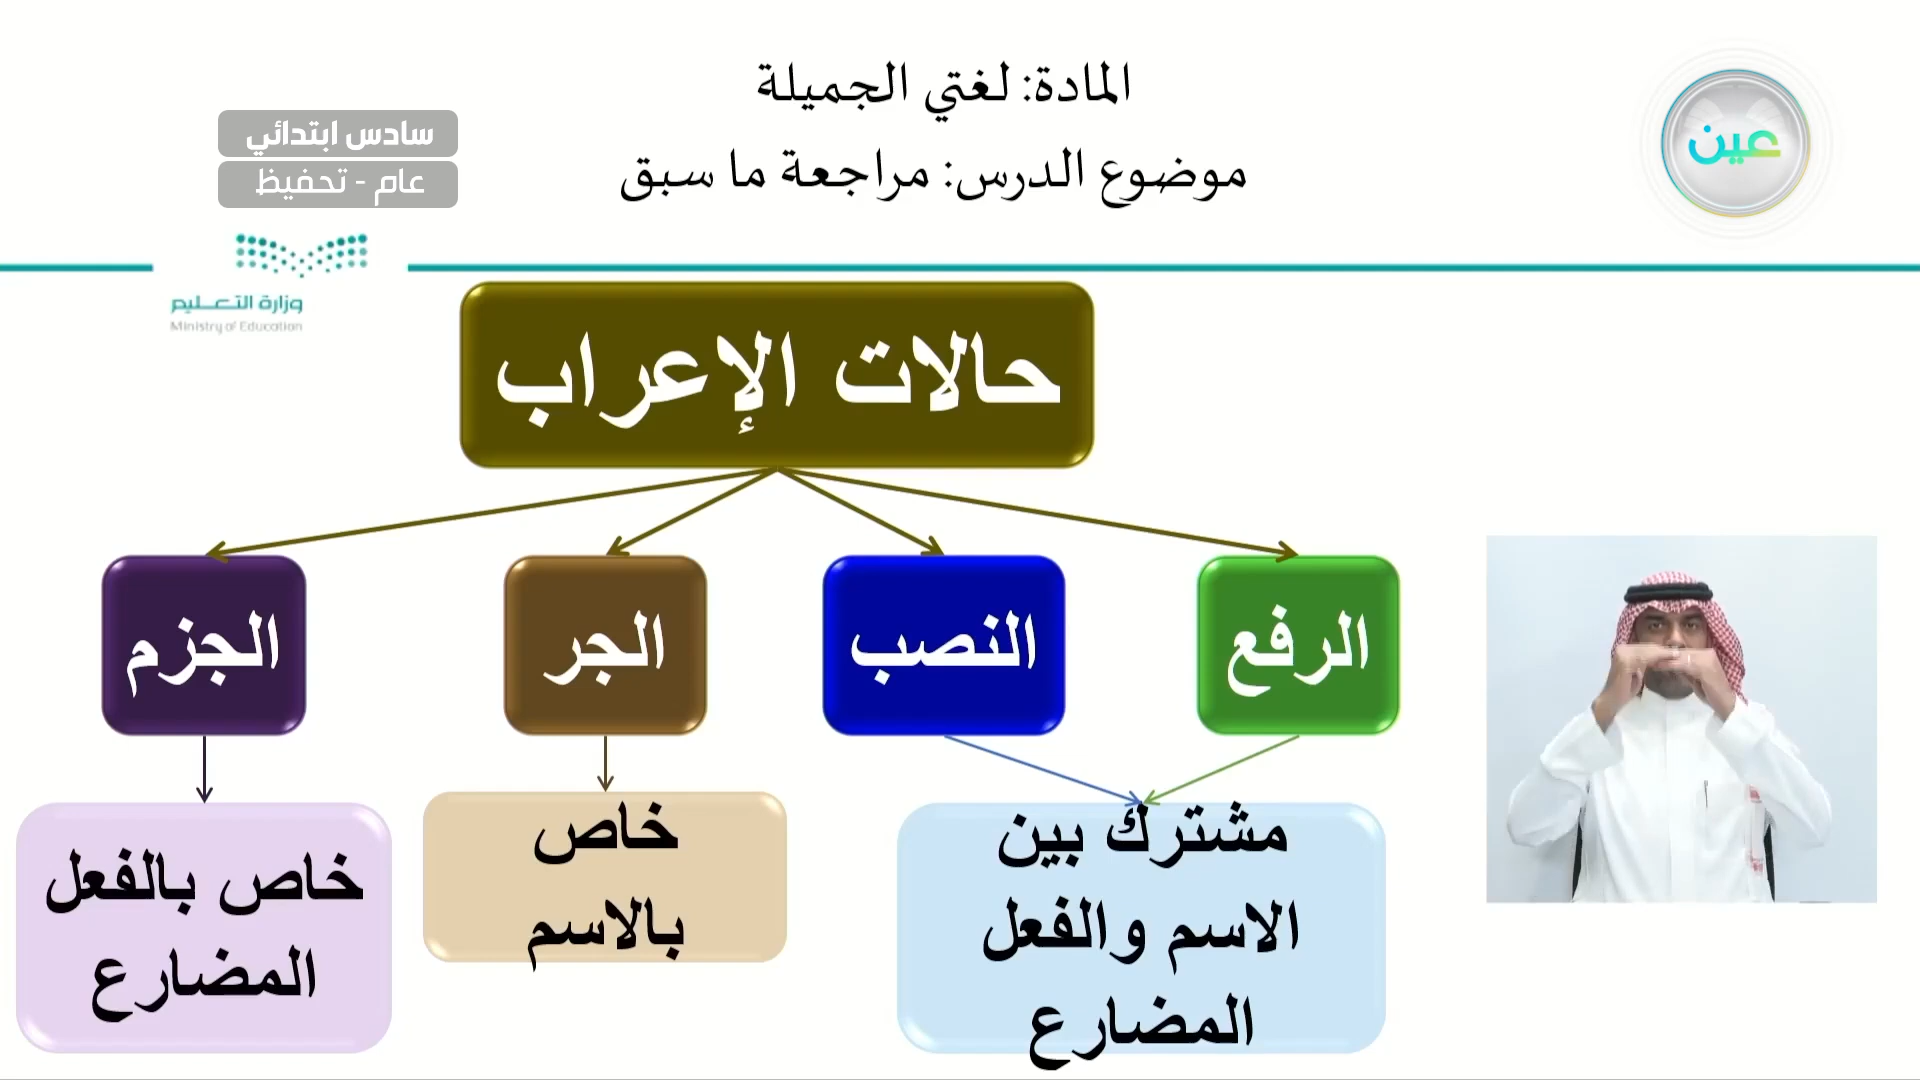 المادة: لغتي الجميلة
موضوع الدرس: مراجعة ما سبق
عين
سادس ابتدائي
عام - تحفيظ
وزارة التعليم
Ministry of Education
حالات الإعراب
الرفع
النصب
الجر
الجزم
مشترك بين
الاسم والفعل
المضارع
خاص
بالاسم
خاص بالفعل
المضارع